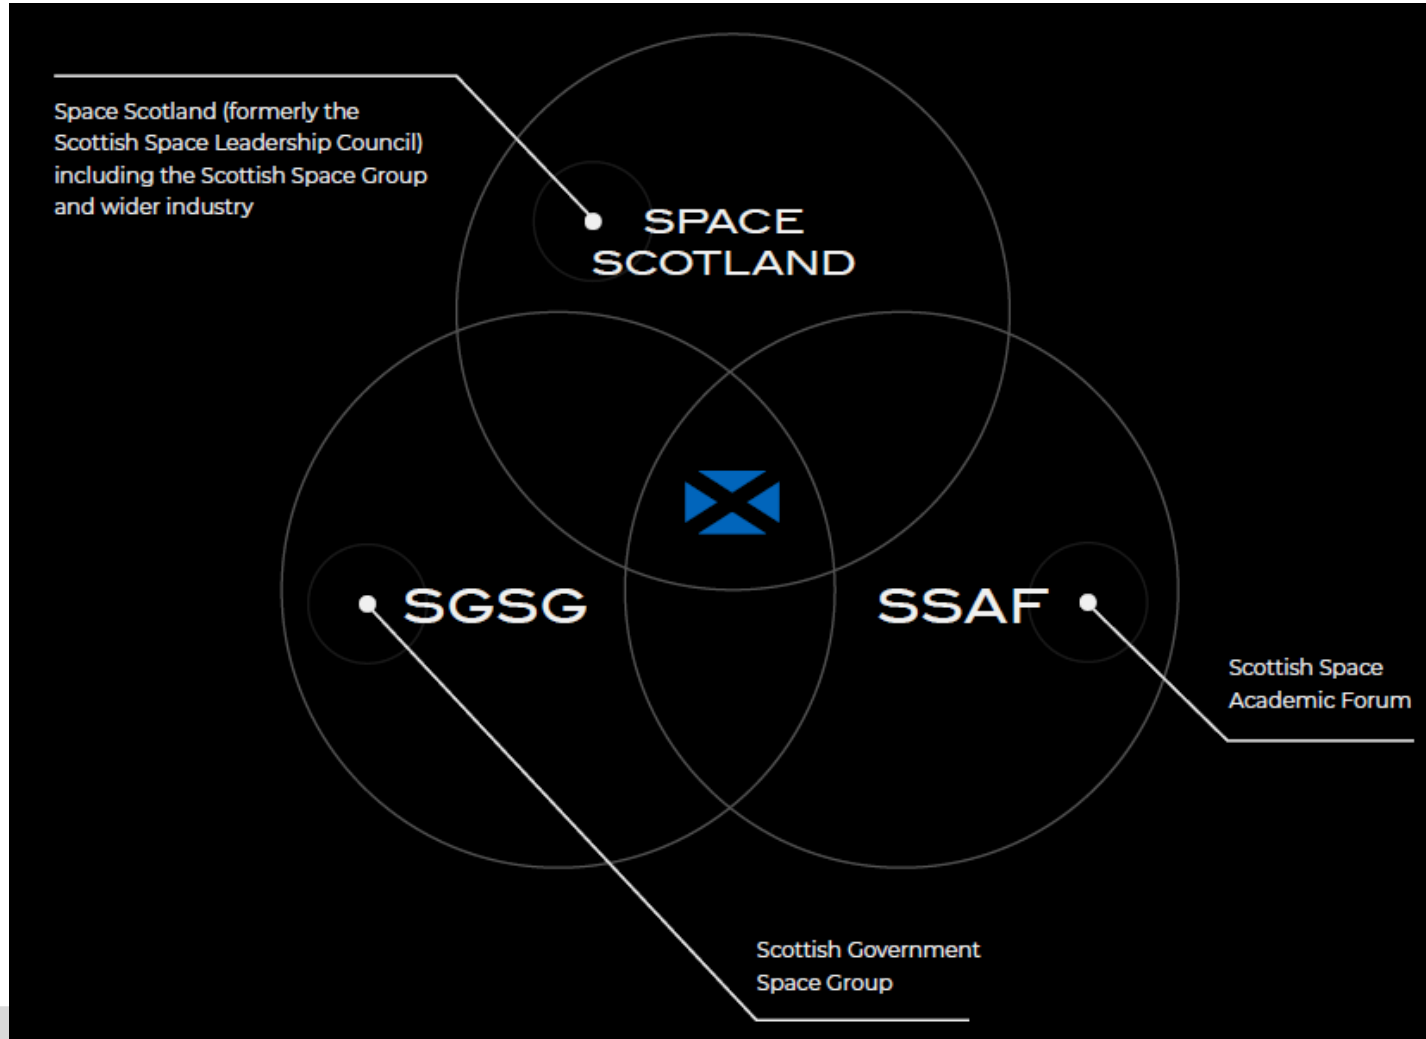 Space Scotland (formerly the
Scottish Space Leadership Council)
including the Scottish Space Group
and wider industry
SPACE
SCOTLAND
SGSG
SSAF
Scottish Space
Academic Forum
Scottish Government
Space Group